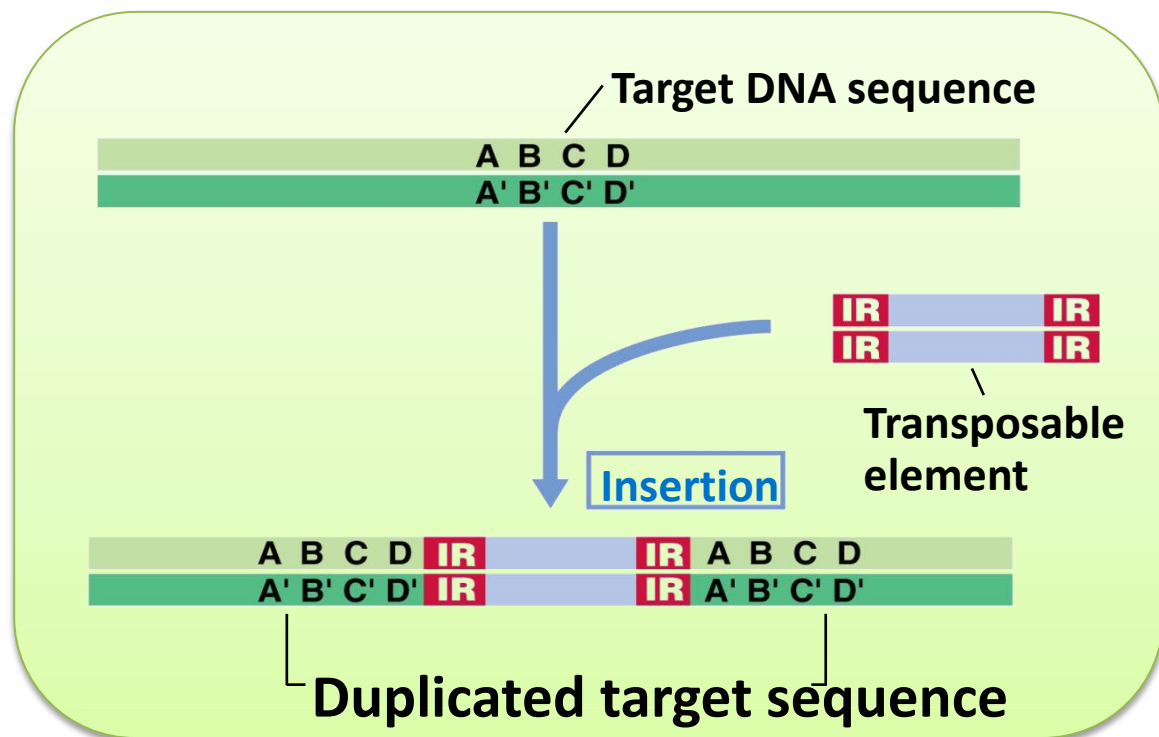 Target DNA sequence
A B C D
A' B' C' D'
IR IR
IR IR
Transposable
element
Insertion
A B C D IR IR A B C D
A' B' C' D' IR IR A' B' C' D'
Duplicated target sequence